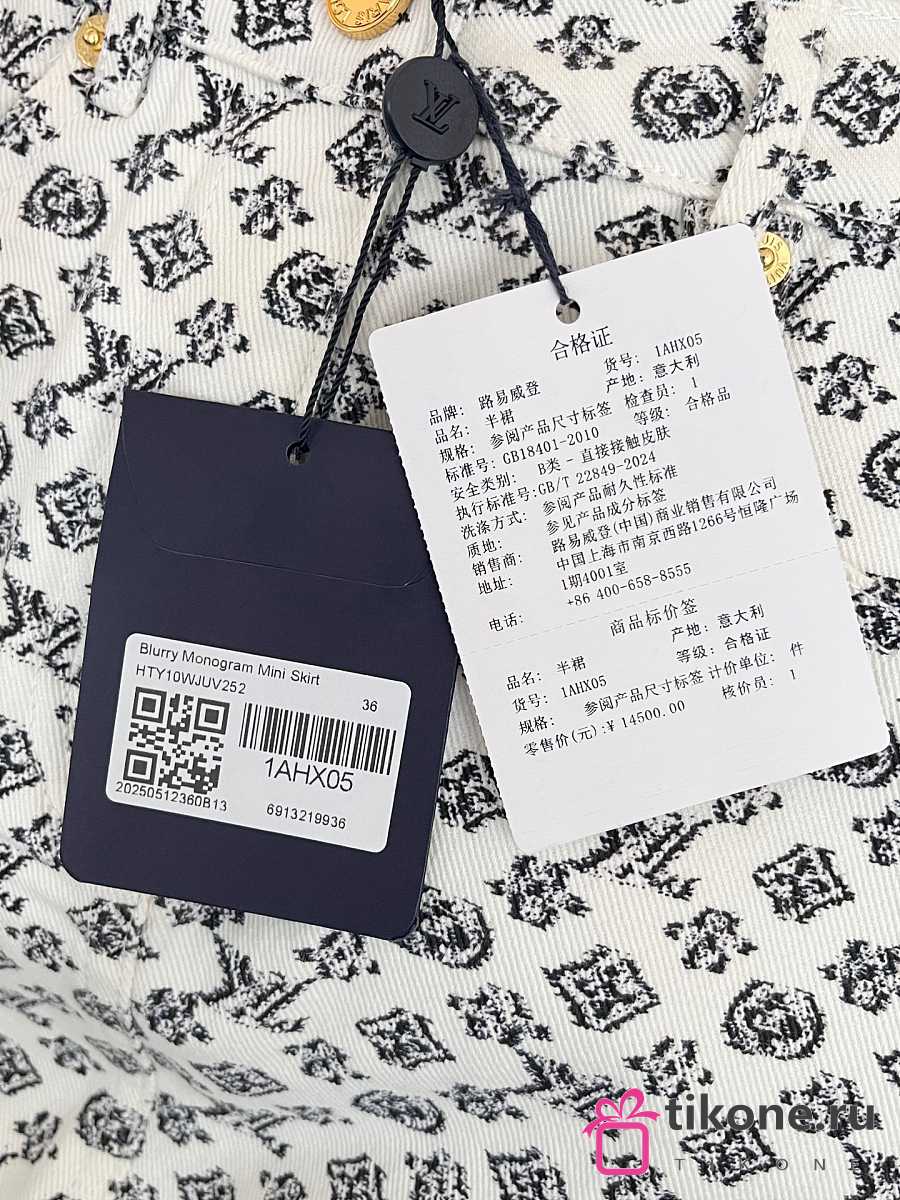 LV
合格证
品牌: 路易威登 货号: 1AHX05
品名: 半裙 产地: 意大利
规格: 参阅产品尺寸标签 检查员: 1
标准号: GB18401-2010 等级: 合格品
安全类别: B类 - 直接接触皮肤
执行标准号:GB/T 22849-2024
洗涤方式: 参阅产品耐久性标准
质地: 参见产品成分标签
销售商: 路易威登(中国)商业销售有限公司
地址: 中国上海市南京西路1266号恒隆广场
1期4001室
电话: +86 400-658-8555
商品标价签
品名: 半裙 产地: 意大利
货号: 1AHX05 等级: 合格证
规格: 参阅产品尺寸标签 计价单位: 件
零售价(元):¥ 14500.00 核价员: 1
Blurry Monogram Mini Skirt
HTY10WJUV252
36
1AHX05
20250512360B13
6913219936
tikone.ru
TIKONE